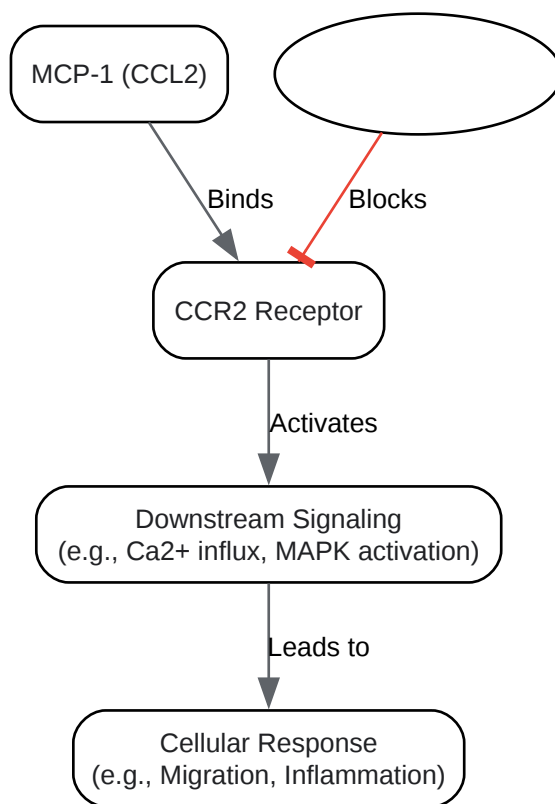 MCP-1 (CCL2)
Binds
Blocks
CCR2 Receptor
Activates
Downstream Signaling
(e.g., Ca2+ influx, MAPK activation)
Leads to
Cellular Response
(e.g., Migration, Inflammation)